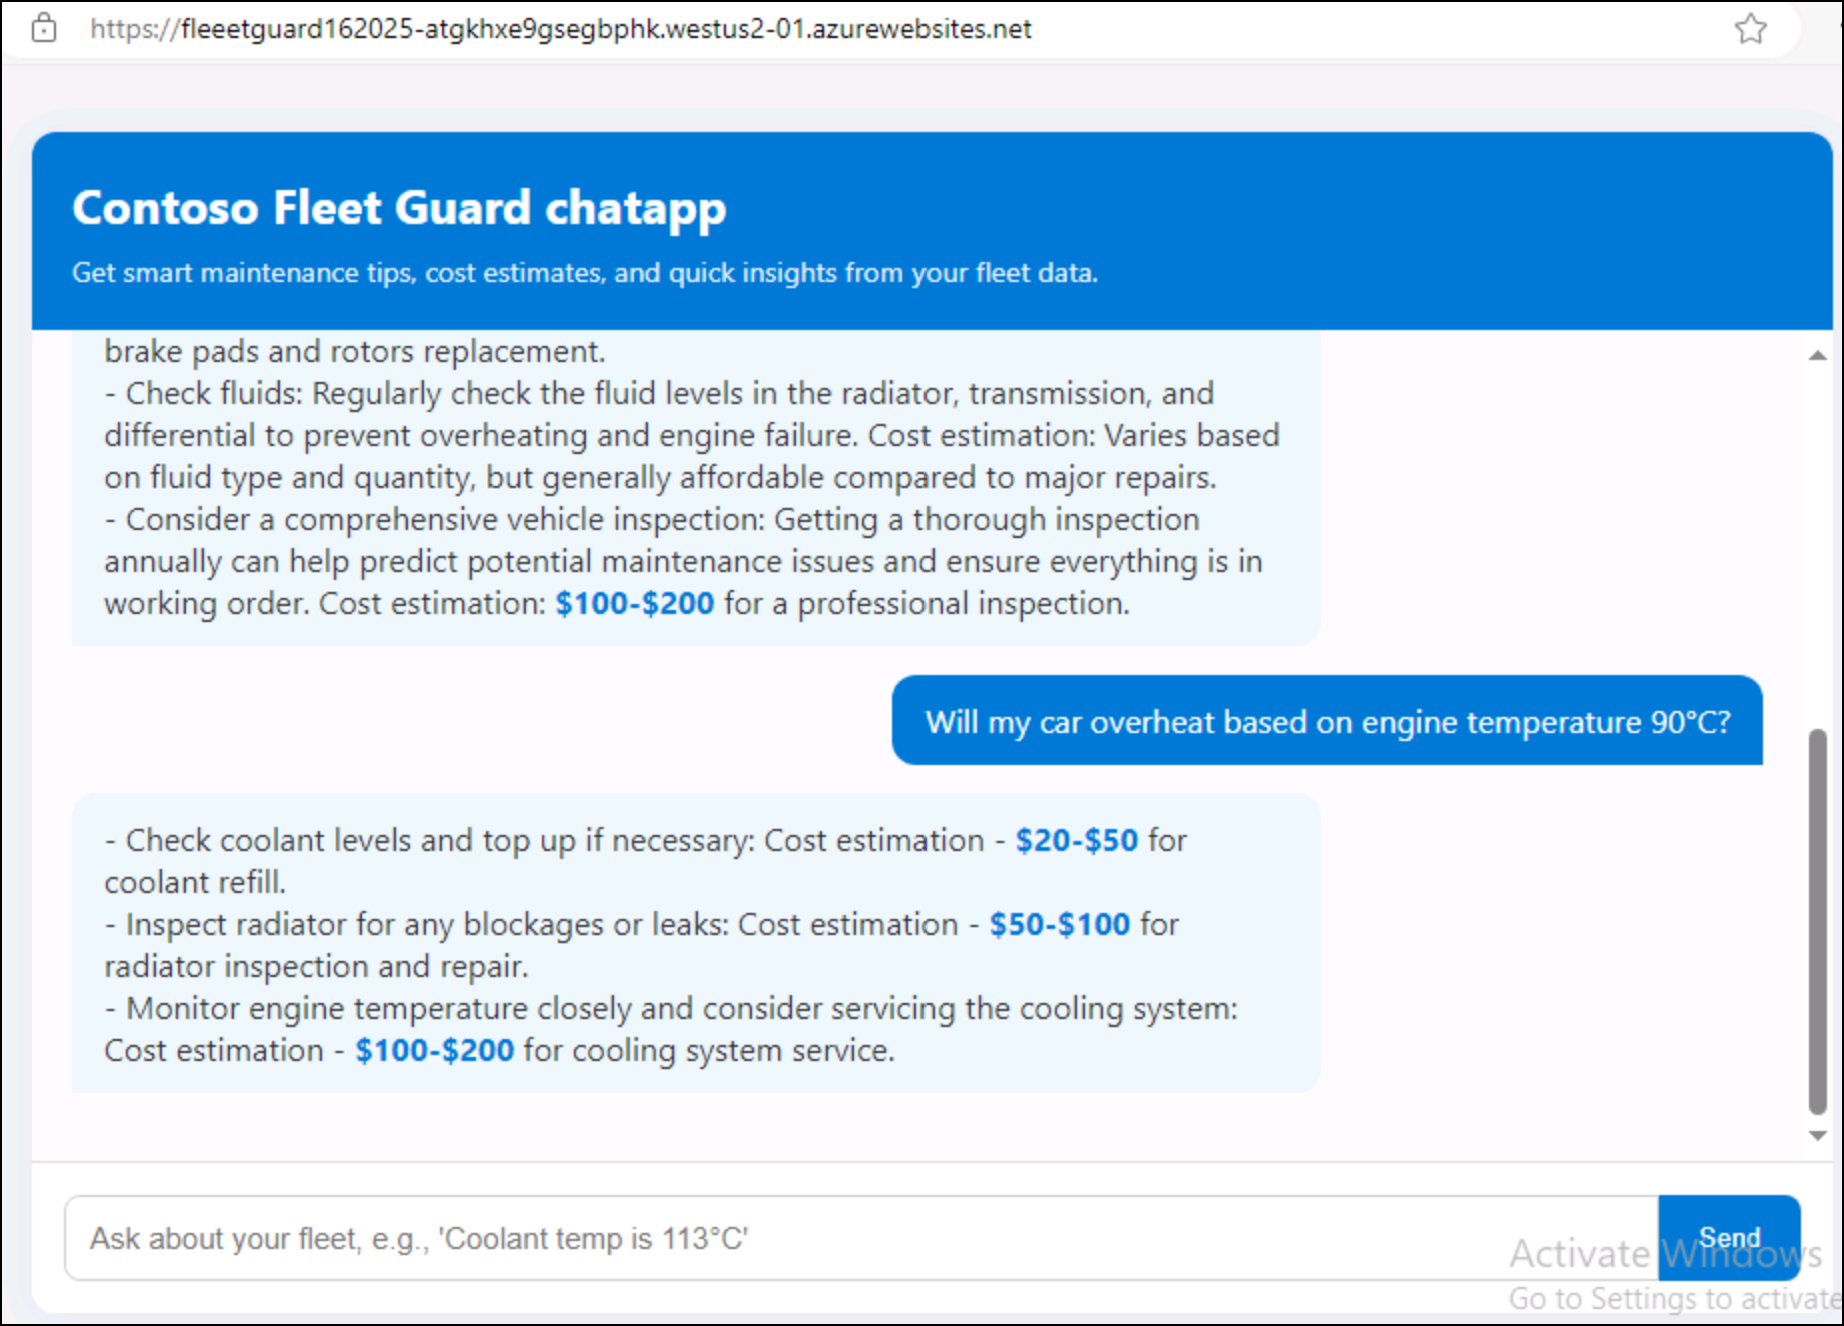 https://fleeetguard162025-atgkhxe9gsegbphk.westus2-01.azurewebsites.net
Contoso Fleet Guard chatapp
Get smart maintenance tips, cost estimates, and quick insights from your fleet data.
brake pads and rotors replacement.
- Check fluids: Regularly check the fluid levels in the radiator, transmission, and
differential to prevent overheating and engine failure. Cost estimation: Varies based
on fluid type and quantity, but generally affordable compared to major repairs.
- Consider a comprehensive vehicle inspection: Getting a thorough inspection
annually can help predict potential maintenance issues and ensure everything is in
working order. Cost estimation: $100-$200 for a professional inspection.
Will my car overheat based on engine temperature 90°C?
- Check coolant levels and top up if necessary: Cost estimation - $20-$50 for
coolant refill.
- Inspect radiator for any blockages or leaks: Cost estimation - $50-$100 for
radiator inspection and repair.
- Monitor engine temperature closely and consider servicing the cooling system:
Cost estimation - $100-$200 for cooling system service.
Ask about your fleet, e.g., 'Coolant temp is 113°C'
Send
Activate Windows
Go to Settings to activate